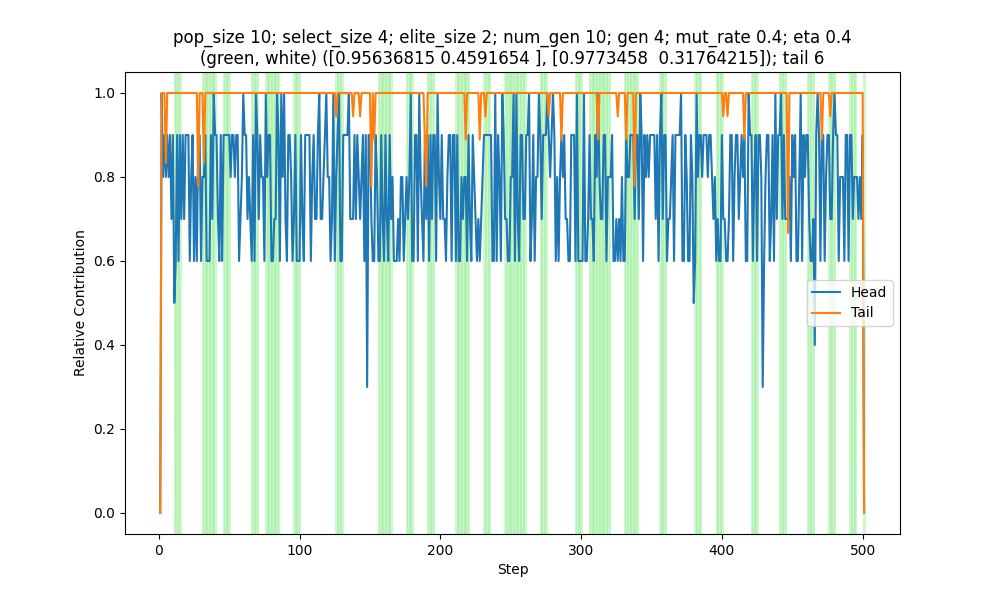 pop_size 10; select_size 4; elite_size 2; num_gen 10; gen 4; mut_rate 0.4; eta 0.4
(green, white) ([0.95636815 0.4591654 ], [0.9773458  0.31764215]); tail 6
1.0
0.8
0.6
0.4
0.2
0.0
Relative Contribution
Head
Tail
0
100
200
300
400
500
Step